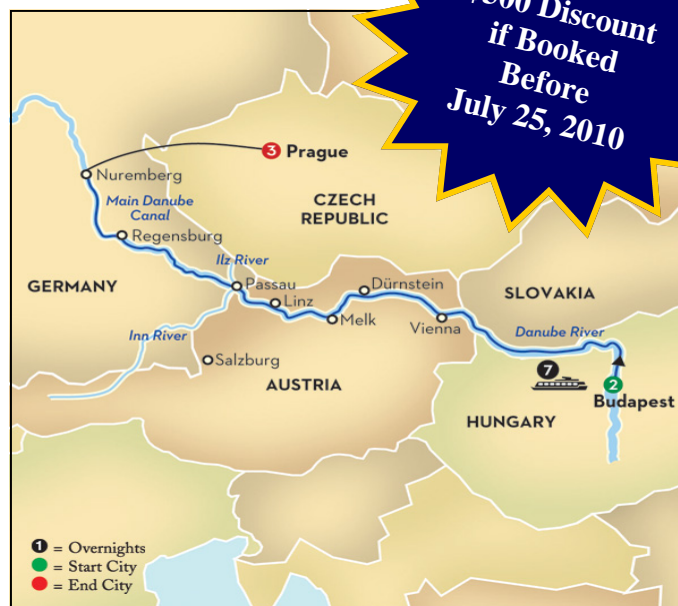 Discount
if Booked
Before
July 25, 2010
3 Prague
Nuremberg
Main Danube
Canal
CZECH
REPUBLIC
Regensburg
Ilz River
GERMANY
Passau
Dürnstein
SLOVAKIA
Linz
Melk
Vienna
Danube River
Inn River
Salzburg
AUSTRIA
7
2
Budapest
HUNGARY
1 = Overnights
= Start City
= End City